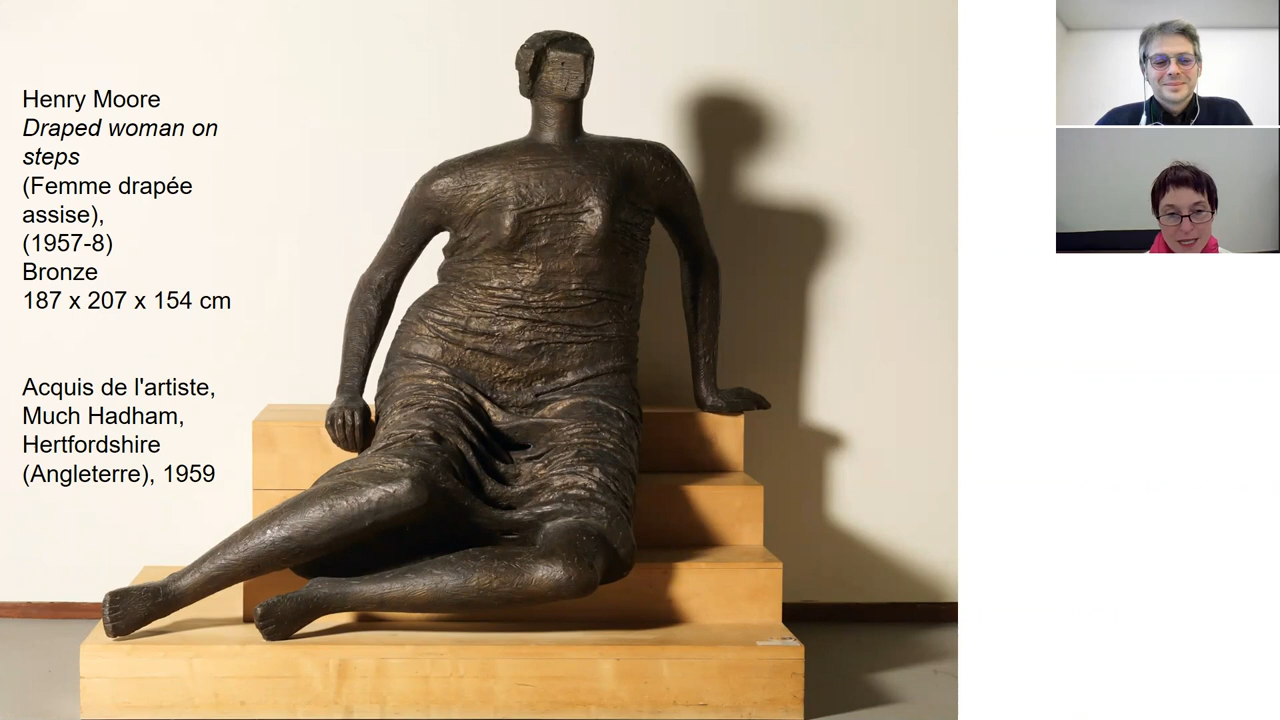 Henry Moore
Draped woman on
steps
(Femme drapée
assise),
(1957-8)
Bronze
187 x 207 x 154 cm
Acquis de l'artiste,
Much Hadham,
Hertfordshire
(Angleterre), 1959